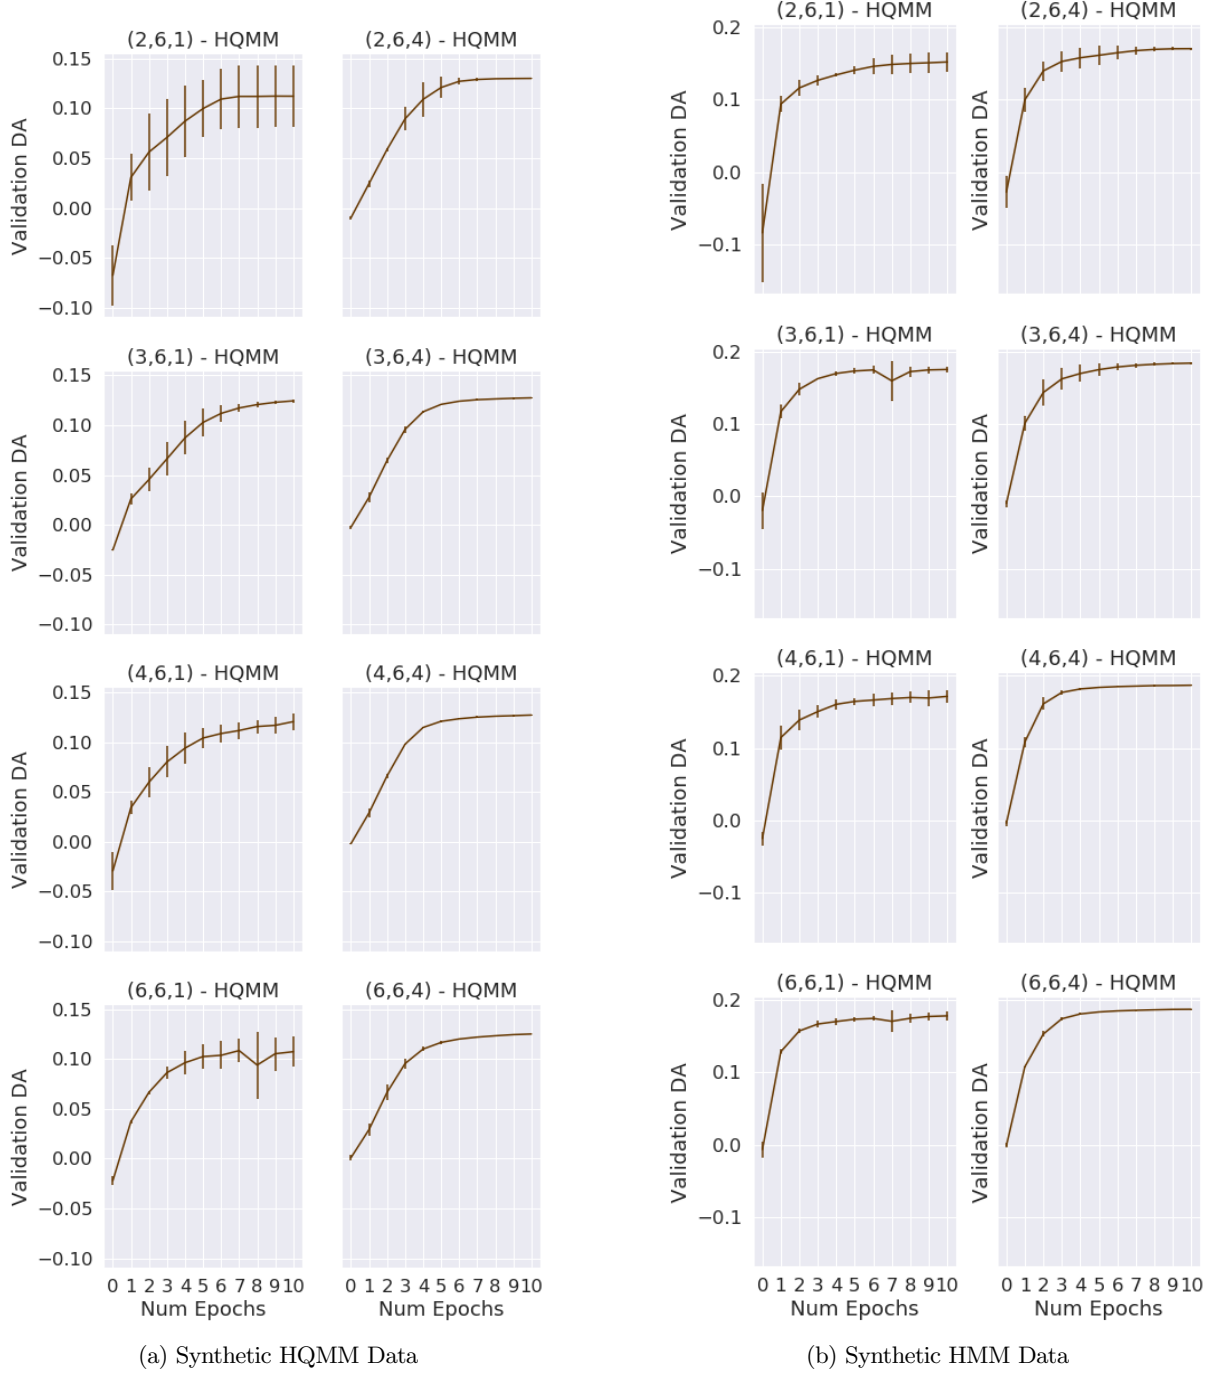 (2,6,1) - HQMM
(2,6,4) - HQMM
Validation DA
0.15
0.10
0.05
0.00
−0.05
−0.10
(3,6,1) - HQMM
(3,6,4) - HQMM
Validation DA
0.15
0.10
0.05
0.00
−0.05
−0.10
(4,6,1) - HQMM
(4,6,4) - HQMM
Validation DA
0.15
0.10
0.05
0.00
−0.05
−0.10
(6,6,1) - HQMM
(6,6,4) - HQMM
Validation DA
0.15
0.10
0.05
0.00
−0.05
−0.10
0 1 2 3 4 5 6 7 8 9 10
Num Epochs
0 1 2 3 4 5 6 7 8 9 10
Num Epochs
(a) Synthetic HQMM Data
(2,6,1) - HQMM
(2,6,4) - HQMM
Validation DA
0.2
0.1
0.0
−0.1
Validation DA
(3,6,1) - HQMM
(3,6,4) - HQMM
Validation DA
0.2
0.1
0.0
−0.1
Validation DA
(4,6,1) - HQMM
(4,6,4) - HQMM
Validation DA
0.2
0.1
0.0
−0.1
Validation DA
(6,6,1) - HQMM
(6,6,4) - HQMM
Validation DA
0.2
0.1
0.0
−0.1
Validation DA
0 1 2 3 4 5 6 7 8 9 10
Num Epochs
0 1 2 3 4 5 6 7 8 9 10
Num Epochs
(b) Synthetic HMM Data